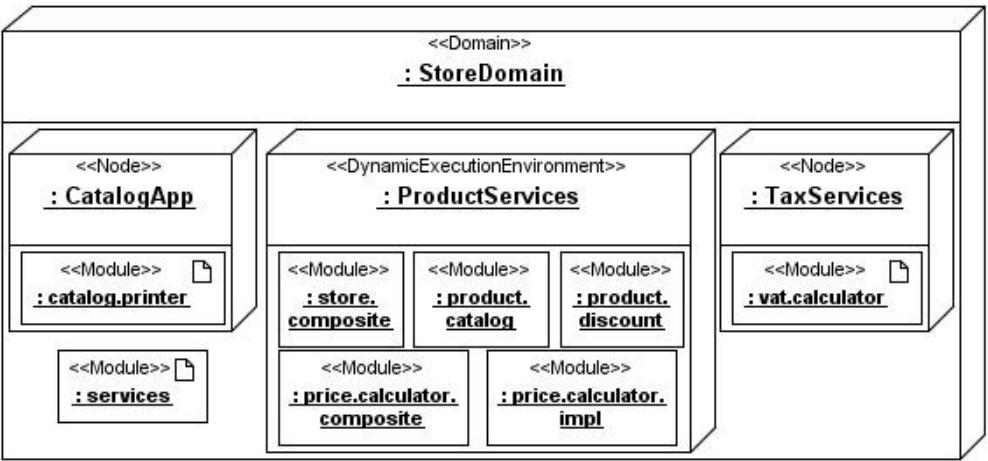 <<Domain>>
: StoreDomain
<<Node>>
: CatalogApp
<<Module>>
: catalog.printer
<<Module>>
: services
<<DynamicExecutionEnvironment>>
: ProductServices
<<Module>>
: store.
composite
<<Module>>
: product.
catalog
<<Module>>
: product.
discount
<<Module>>
: price.calculator.
composite
<<Module>>
: price.calculator.
impl
<<Node>>
: TaxServices
<<Module>>
: vat.calculator